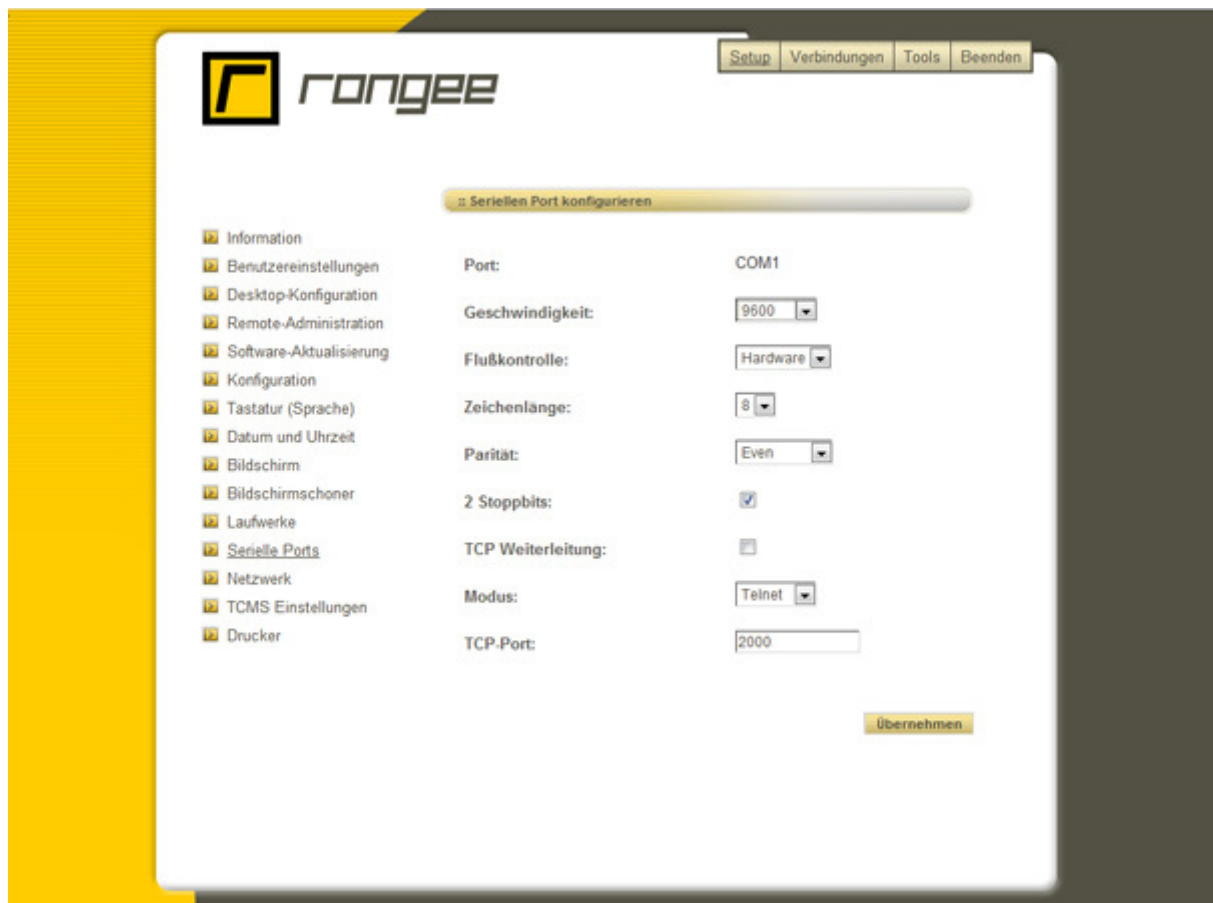 rangee
Setup Verbindungen Tools Beenden
:: Seriellen Port konfigurieren
Information
Benutzereinstellungen
Desktop-Konfiguration
Remote-Administration
Software-Aktualisierung
Konfiguration
Tastatur (Sprache)
Datum und Uhrzeit
Bildschirm
Bildschirmschoner
Laufwerke
Serielle Ports
Netzwerk
TCMS Einstellungen
Drucker
Port: COM1
Geschwindigkeit: 9600
Flußkontrolle: Hardware
Zeichenlänge: 8
Parität: Even
2 Stoppbits:
TCP Weiterleitung:
Modus: Telnet
TCP-Port: 2000
Übernehmen